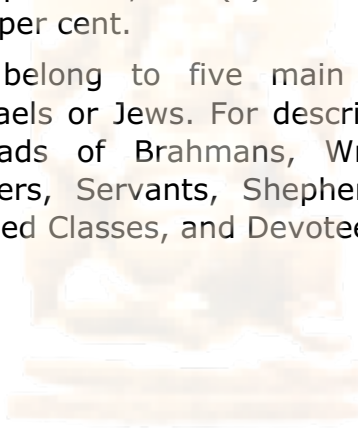 per cent.
belong to five main
aels or Jews. For descri
ads of Brahmans, Wr
ers, Servants, Shepher
ed Classes, and Devotee